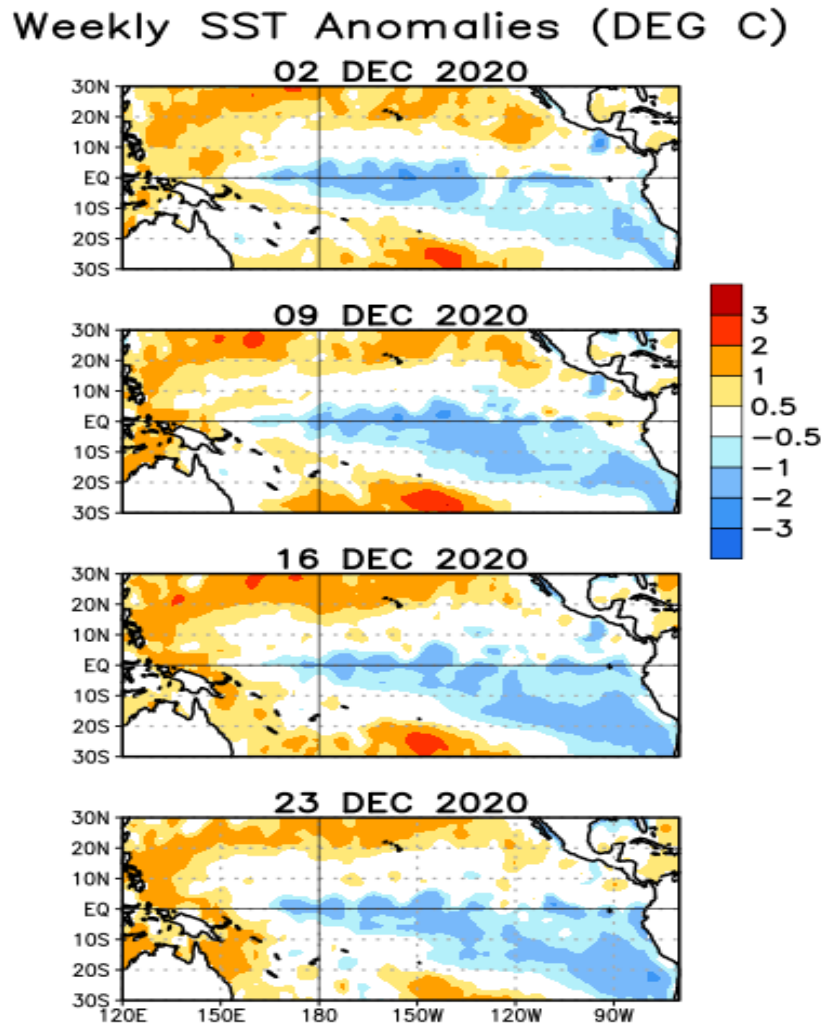 Weekly SST Anomalies (DEG C)
02 DEC 2020
30N
20N
10N
EQ
10S
20S
30S
09 DEC 2020
30N
20N
10N
EQ
10S
20S
30S
3
2
1
0.5
−0.5
−1
−2
−3
16 DEC 2020
30N
20N
10N
EQ
10S
20S
30S
23 DEC 2020
30N
20N
10N
EQ
10S
20S
30S
120E 150E 180 150W 120W 90W